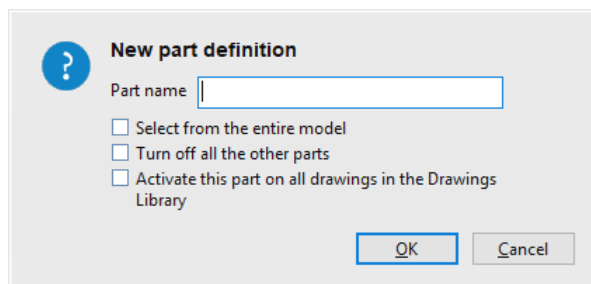 New part definition
Part name
Select from the entire model
Turn off all the other parts
Activate this part on all drawings in the Drawings
Library
OK Cancel